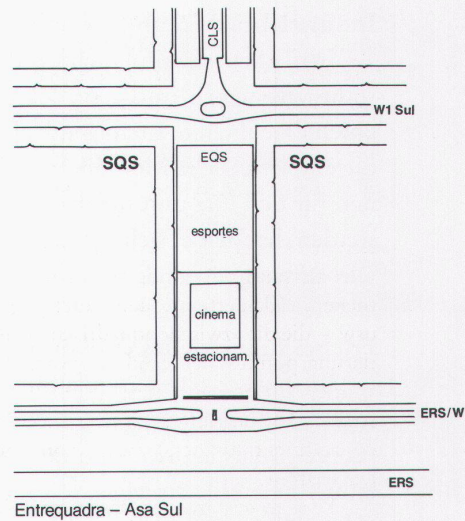 CLS
W1 Sul
SQS
EQS
SQS
esportes
cinema
estacionam.
ERS/W
ERS
Entrequadra – Asa Sul